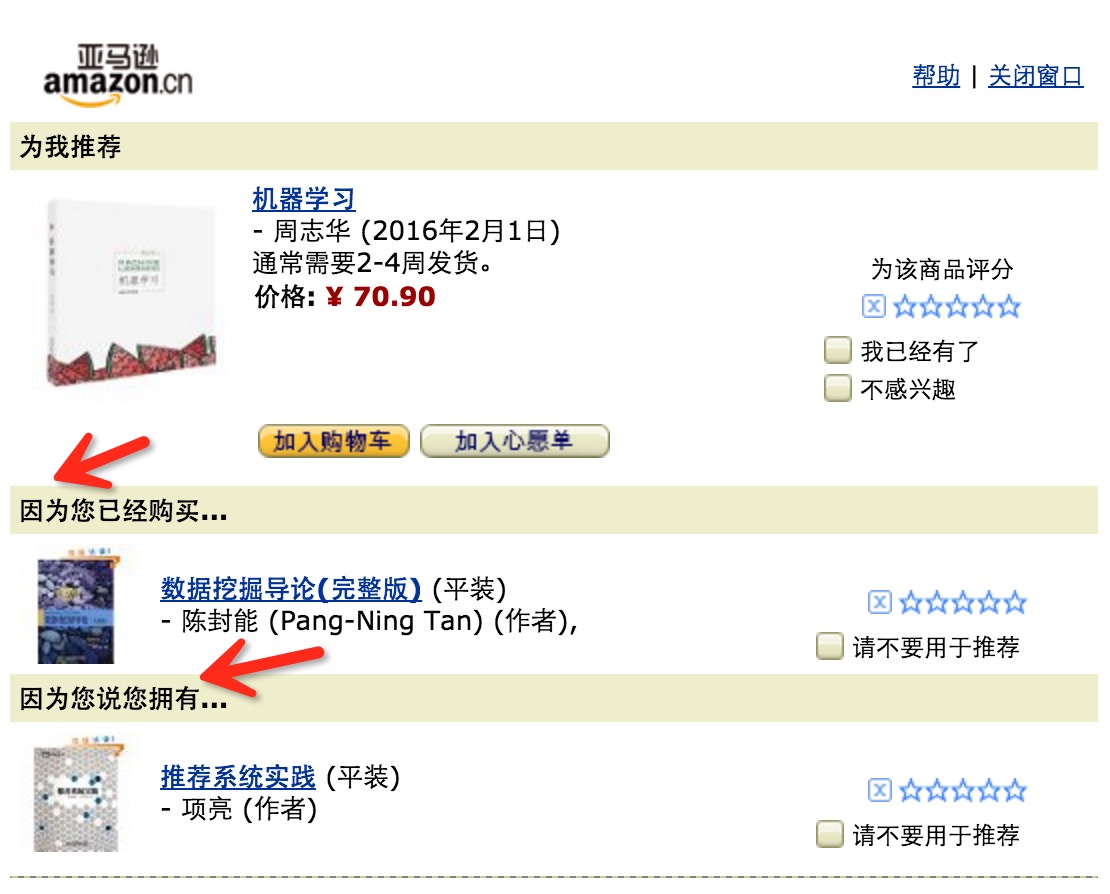 亚马逊
amazon.cn
帮助 | 关闭窗口
为我推荐
机器学习
- 周志华 (2016年2月1日)
通常需要2-4周发货。
价格: ¥ 70.90
为该商品评分
我已经有了
不感兴趣
机器学习
加入购物车
加入心愿单
因为您已经购买...
数据挖掘导论(完整版) (平装)
- 陈封能 (Pang-Ning Tan) (作者),
请不要用于推荐
因为您说您拥有...
推荐系统实践 (平装)
- 项亮 (作者)
请不要用于推荐